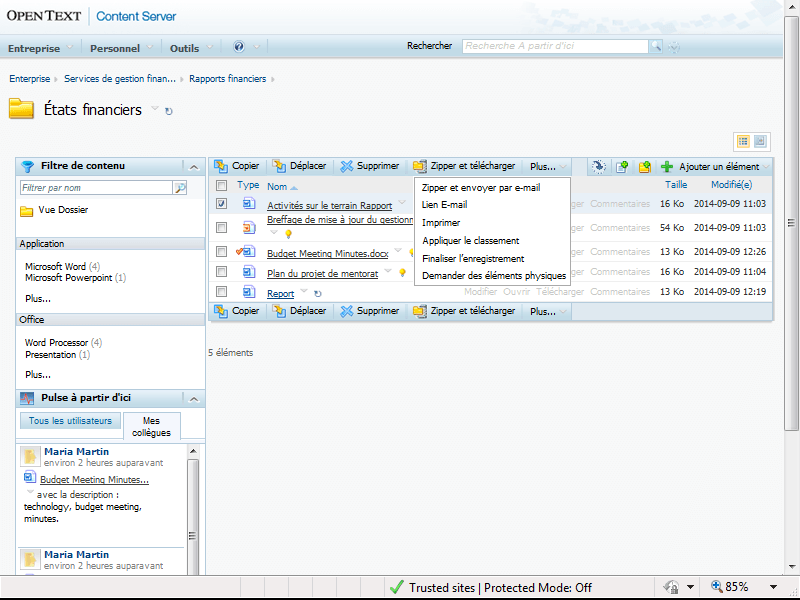 OPEN TEXT | Content Server
Entreprise Personnel Outils Rechercher Recherche A partir d'ici
Enterprise Services de gestion finan... Rapports financiers
États financiers
Filtre de contenu
Filtrer par nom
Vue Dossier
Application
Microsoft Word (4)
Microsoft Powerpoint (1)
Plus...
Office
Word Processor (4)
Presentation (1)
Plus...
Pulse à partir d'ici
Tous les utilisateurs
Mes collègues
Maria Martin
environ 2 heures auparavant
Budget Meeting Minutes...
avec la description :
technology, budget meeting,
minutes.
Maria Martin
environ 2 heures auparavant
Copier Déplacer Supprimer Zipper et télécharger Plus... Ajouter un élément
Type Nom Taille Modifié(e)
Activités sur le terrain Rapport Commentaires 16 Ko 2014-09-09 11:03
Breffage de mise à jour du gestionn 54 Ko 2014-09-09 11:03
Budget Meeting Minutes.docx Commentaires 13 Ko 2014-09-09 12:26
Plan du projet de mentorat Commentaires 16 Ko 2014-09-09 11:04
Report Modifier Ouvrir Télécharger Commentaires 13 Ko 2014-09-09 12:19
Zipper et envoyer par e-mail
Lien E-mail
Imprimer
Appliquer le classement
Finaliser l'enregistrement
Demander des éléments physiques
Copier Déplacer Supprimer Zipper et télécharger Plus...
5 éléments
Trusted sites | Protected Mode: Off 85%